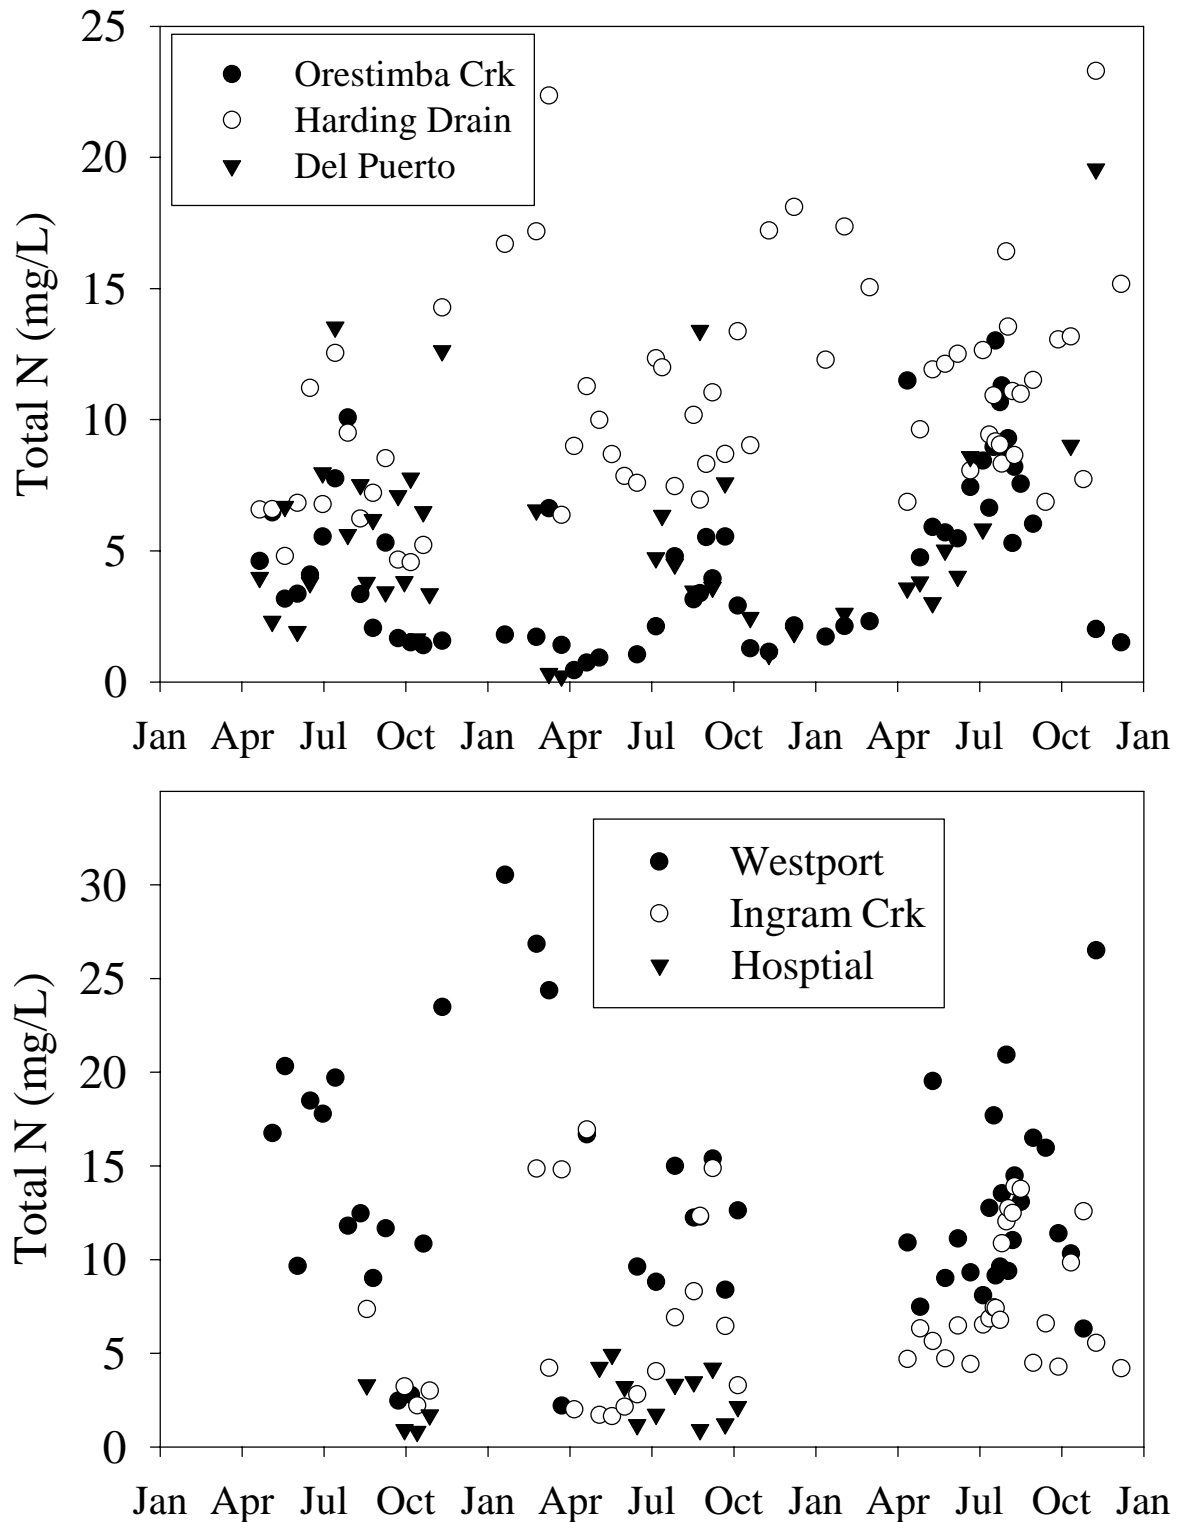 25
20
15
10
5
0
Total N (mg/L)
Orestimba Crk
Harding Drain
Del Puerto
Jan Apr Jul Oct Jan Apr Jul Oct Jan Apr Jul Oct Jan
30
25
20
15
10
5
0
Total N (mg/L)
Westport
Ingram Crk
Hosptial
Jan Apr Jul Oct Jan Apr Jul Oct Jan Apr Jul Oct Jan